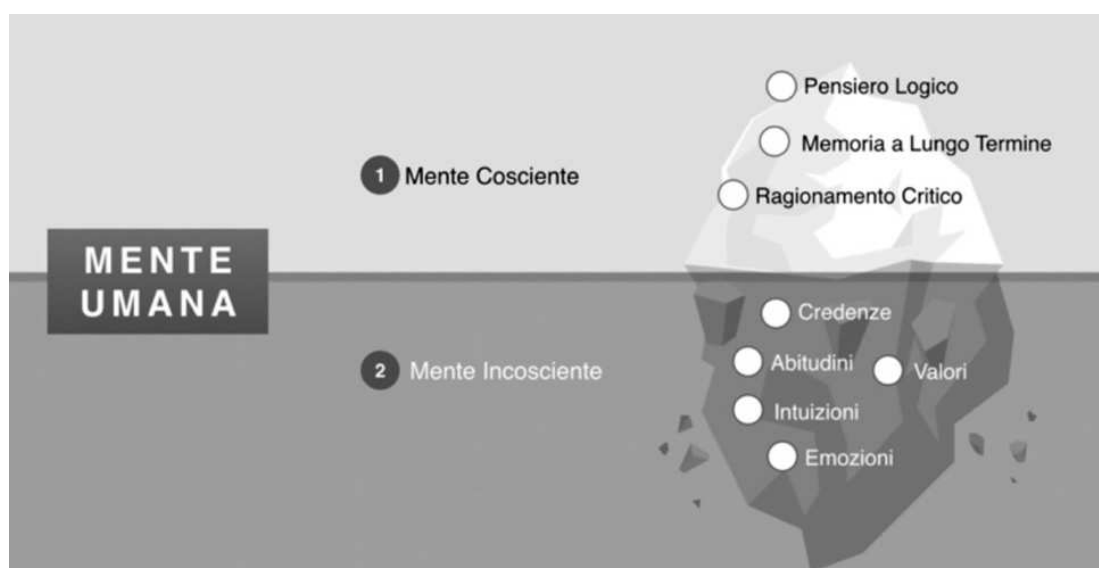 MENTE
UMANA
1 Mente Cosciente
Pensiero Logico
Memoria a Lungo Termine
Ragionamento Critico
2 Mente Incosciente
Credenze
Abitudini
Valori
Intuizioni
Emozioni